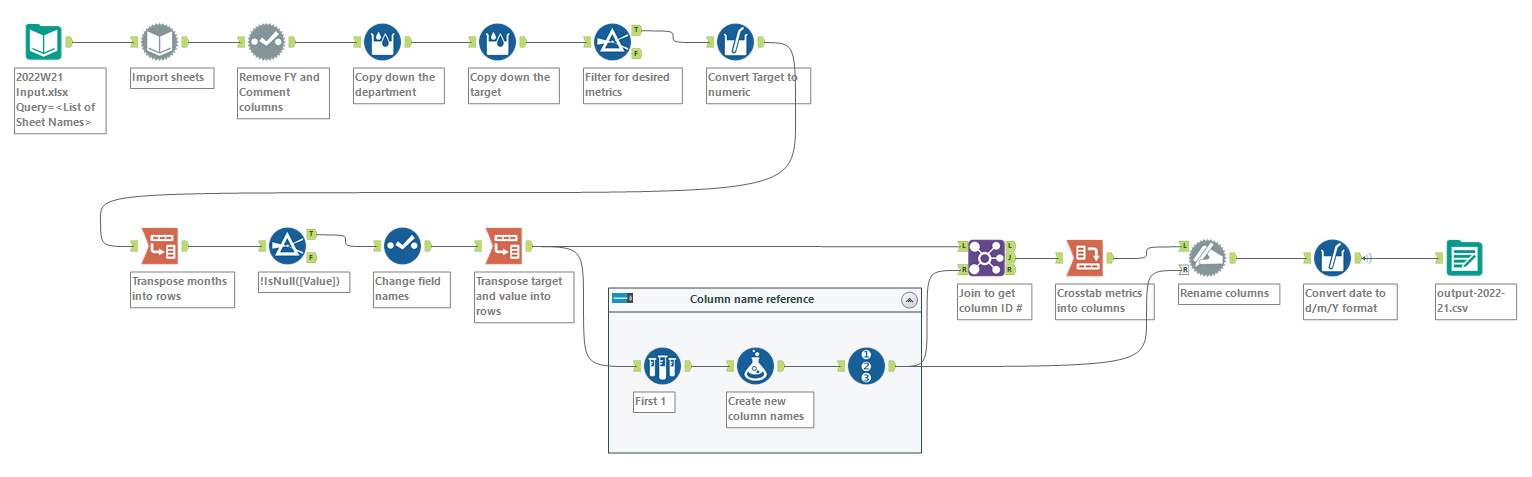 T
F
2022W21
Input.xlsx
Query=<List of
Sheet Names>
Import sheets
Remove FY and
Comment
columns
Copy down the
department
Copy down the
target
Filter for desired
metrics
Convert Target to
numeric
T
F
L
R
L
J
R
L
R
Transpose months
into rows
!IsNull([Value])
Change field
names
Transpose target
and value into
rows
Column name reference
Join to get
column ID #
Crosstab metrics
into columns
Rename columns
Convert date to
d/m/Y format
output-2022-
21.csv
1
2
3
First 1
Create new
column names